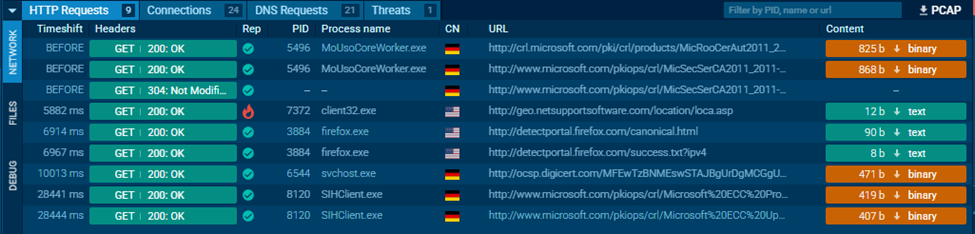 HTTP Requests 9 Connections 24 DNS Requests 21 Threats 1 Filter by PID, name or url PCAP
NETWORK
FILES
DEBUG
Timeshift Headers Rep PID Process name CN URL Content
BEFORE GET 200: OK 5496 MoUsoCoreWorker.exe http://crl.microsoft.com/pki/crl/products/MicRooCerAut2011_2... 825 b binary
BEFORE GET 200: OK 5496 MoUsoCoreWorker.exe http://www.microsoft.com/pkiops/crl/MicSecSerCA2011_2011-... 868 b binary
BEFORE GET 304: Not Modifi... – – http://www.microsoft.com/pkiops/crl/MicSecSerCA2011_2011-... –
5882 ms GET 200: OK 7372 client32.exe http://geo.netsupportsoftware.com/location/loca.asp 12 b text
6914 ms GET 200: OK 3884 firefox.exe http://detectportal.firefox.com/canonical.html 90 b text
6967 ms GET 200: OK 3884 firefox.exe http://detectportal.firefox.com/success.txt?ipv4 8 b text
10013 ms GET 200: OK 6544 svchost.exe http://ocsp.digicert.com/MFEwTzBNMEswSTAJBgUrDgMCGgU... 471 b binary
28441 ms GET 200: OK 8120 SIHClient.exe http://www.microsoft.com/pkiops/crl/Microsoft%20ECC%20Pro... 419 b binary
28444 ms GET 200: OK 8120 SIHClient.exe http://www.microsoft.com/pkiops/crl/Microsoft%20ECC%20Up... 407 b binary